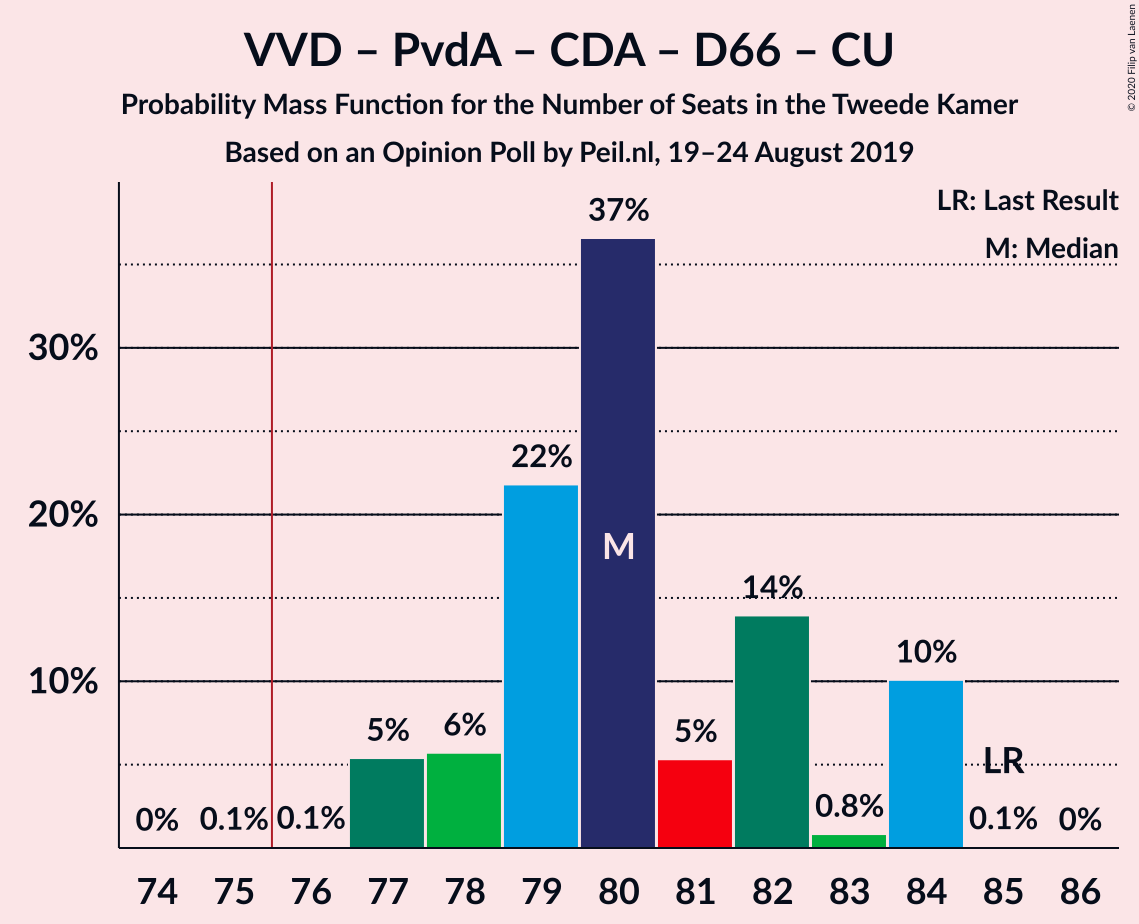 VVD – PvdA – CDA – D66 – CU
Probability Mass Function for the Number of Seats in the Tweede Kamer
Based on an Opinion Poll by Peil.nl, 19–24 August 2019
© 2020 Filip van Laenen
LR: Last Result
M: Median
37%
30%
22%
20%
M
14%
10%
10%
5%
6%
5%
LR
0%
0.1%
0.1%
0.8%
0.1%
0%
74 75 76 77 78 79 80 81 82 83 84 85 86